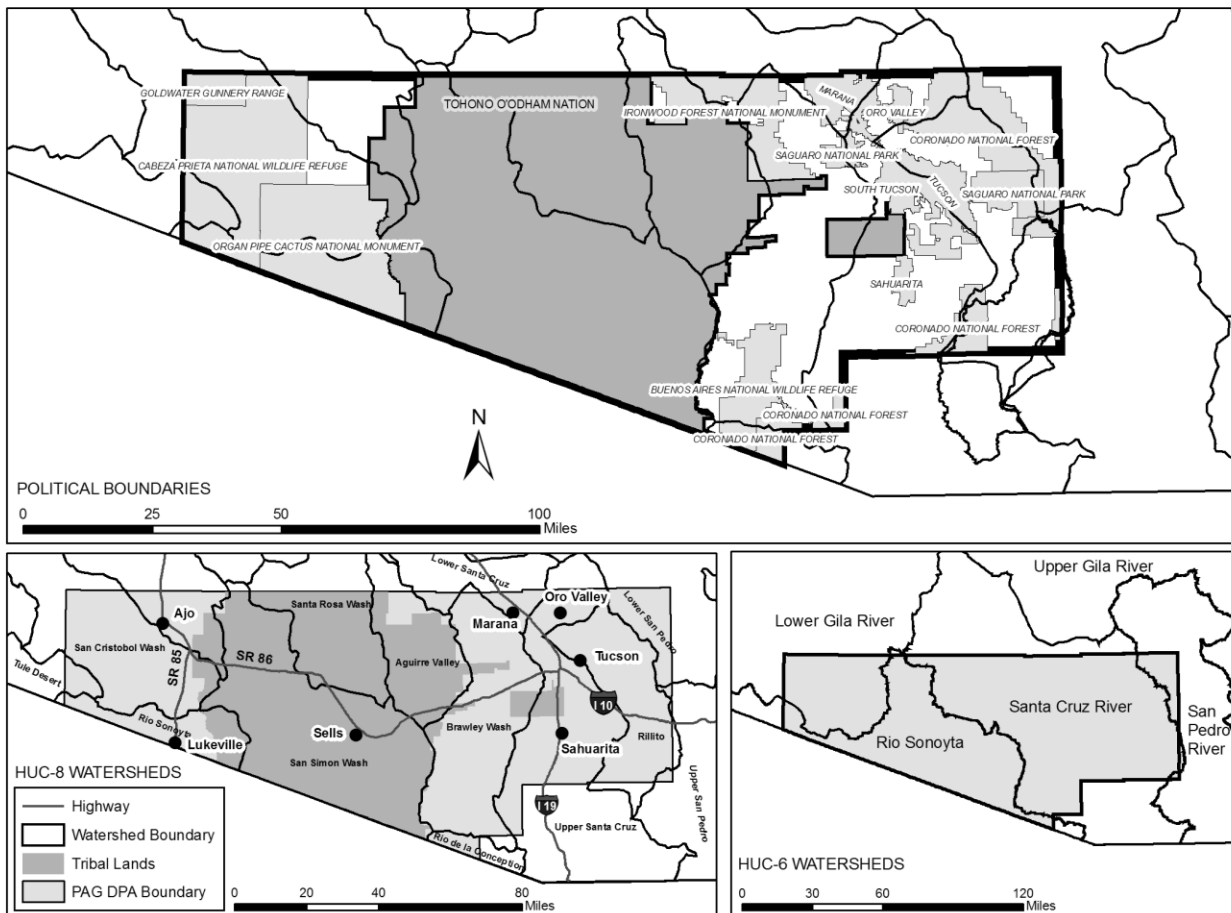 GOLDWATER GUNNERY RANGE
TOHONO O'ODHAM NATION
IRONWOOD FOREST NATIONAL MONUMENT
MARANA
ORO VALLEY
CORONADO NATIONAL FOREST
CABEZA PRIETA NATIONAL WILDLIFE REFUGE
SAGUARO NATIONAL PARK
SOUTH TUCSON
TUCSON
SAGUARO NATIONAL PARK
ORGAN PIPE CACTUS NATIONAL MONUMENT
SAHUARITA
CORONADO NATIONAL FOREST
BUENOS AIRES NATIONAL WILDLIFE REFUGE
CORONADO NATIONAL FOREST
CORONADO NATIONAL FOREST
N
POLITICAL BOUNDARIES
0 25 50 100
Miles
Lower Santa Cruz
Santa Rosa Wash
Oro Valley
Ajo
Marana
Lower San Pedro
San Cristobol Wash
SR 85
SR 86
Aguirre Valley
Tucson
Tule Desert
I 10
Rio Sonoyta
Lukeville
Sells
Brawley Wash
Sahuarita
Rillito
San Simon Wash
HUC-8 WATERSHEDS
Highway
Watershed Boundary
Tribal Lands
PAG DPA Boundary
I 19
Upper Santa Cruz
Upper San Pedro
Rio de la Conception
0 20 40 80
Miles
Upper Gila River
Lower Gila River
Santa Cruz River
San
Pedro
River
Rio Sonoyta
HUC-6 WATERSHEDS
0 30 60 120
Miles